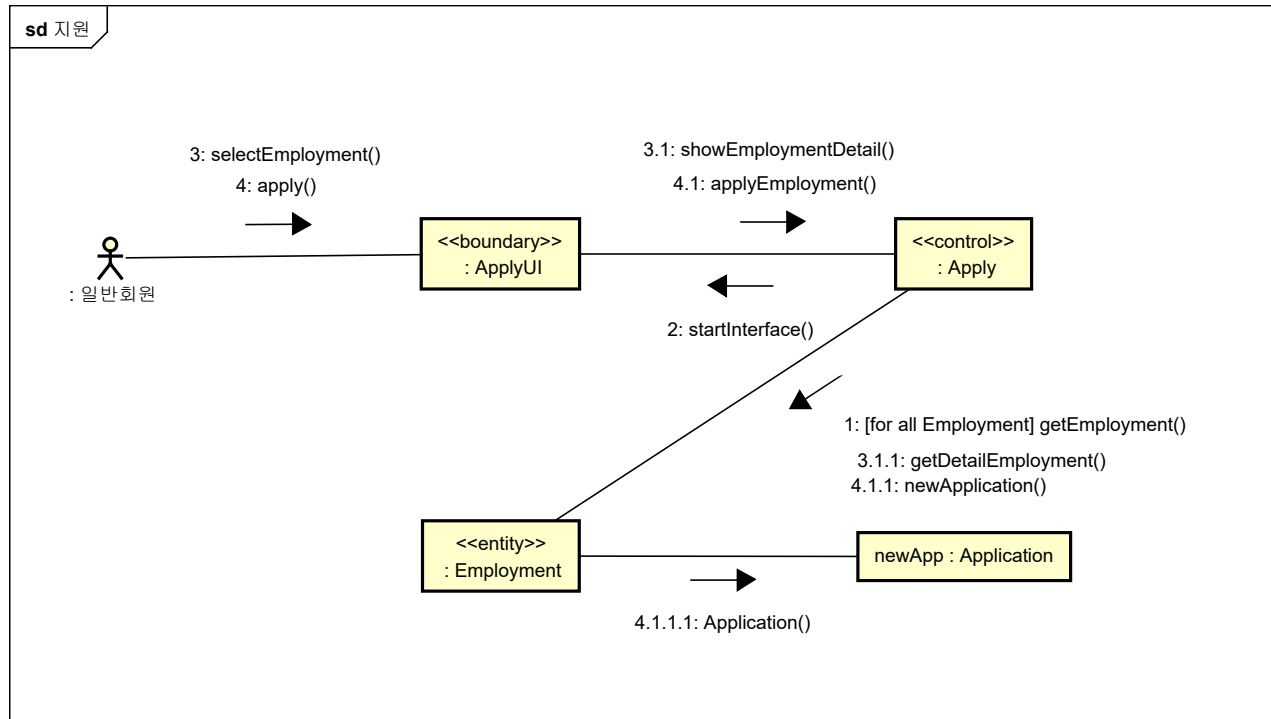 sd 지원
3: selectEmployment()
4: apply()
3.1: showEmploymentDetail()
4.1: applyEmployment()
: 일반회원
<<boundary>>
: ApplyUI
<<control>>
: Apply
2: startInterface()
1: [for all Employment] getEmployment()
3.1.1: getDetailEmployment()
4.1.1: newApplication()
<<entity>>
: Employment
newApp : Application
4.1.1.1: Application()